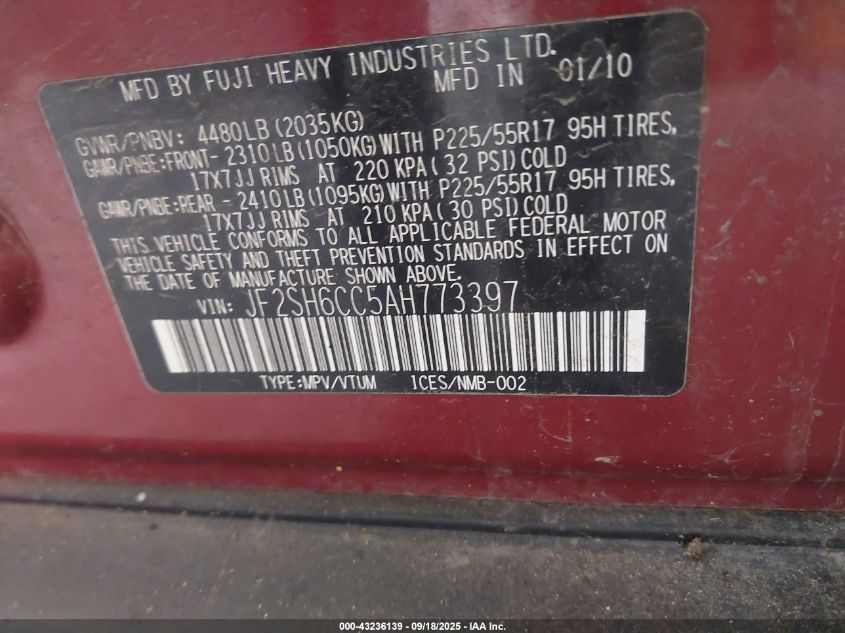 MFD BY FUJI HEAVY INDUSTRIES LTD.
MFD IN 01/10
GVWR/PNBV: 4480LB(2035KG)
GAWR/PNBE:FRONT- 2310LB(1050KG)WITH P225/55R17 95H TIRES,
17X7JJ RIMS AT 220 KPA(32 PSI)COLD
GAWR/PNBE:REAR - 2410LB(1095KG)WITH P225/55R17 95H TIRES,
17X7JJ RIMS AT 210 KPA(30 PSI)COLD
THIS VEHICLE CONFORMS TO ALL APPLICABLE FEDERAL MOTOR
VEHICLE SAFETY AND THEFT PREVENTION STANDARDS IN EFFECT ON
THE DATE OF MANUFACTURE SHOWN ABOVE.
VIN: JF2SH6CC5AH773397
TYPE:MPV/VTUM ICES/NMB-002
000-43236139 - 09/18/2025 - IAA Inc.